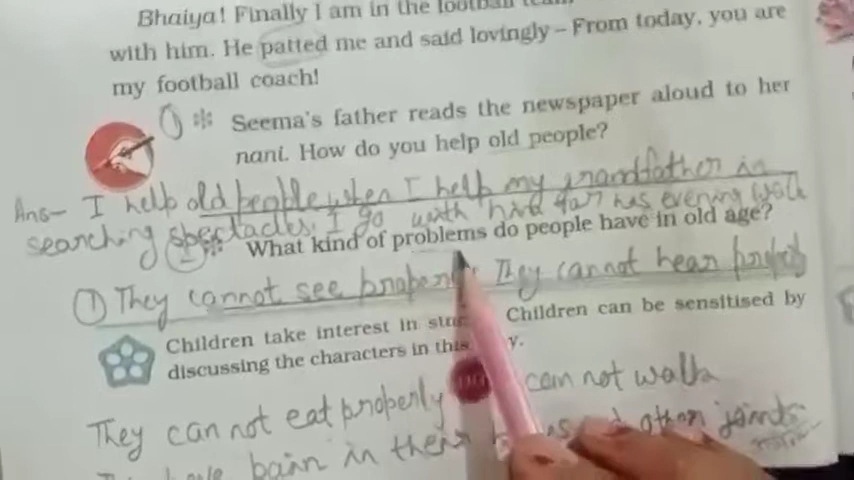 Bhaiya! Finally I am in the football team
with him. He patted me and said lovingly – From today, you are
my football coach!
① * Seema's father reads the newspaper aloud to her
nani. How do you help old people?
Ans- I help old people when I help my grandfather in
searching spectacles. I go with him for his evening walk
* What kind of problems do people have in old age?
① They cannot see properly. They cannot hear properly
Children take interest in Children can be sensitised by
discussing the characters in this
They cannot eat properly can not walk
have pain in their other joints